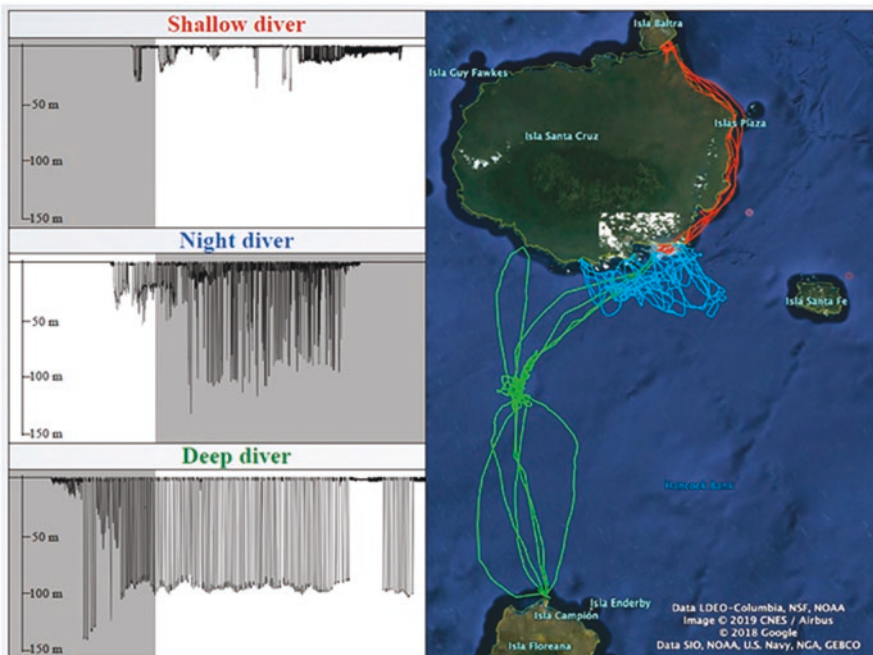 Shallow diver
-50 m
-100 m
-150 m
Night diver
-50 m
-100 m
-150 m
Deep diver
-50 m
-100 m
-150 m
Isla Baltra
Isla Guy Fawkes
Islas Plaza
Isla Santa Cruz
Isla Santa Fe
Hancock Bank
Isla Enderby
Isla Campión
Isla Floreana
Data LDEO-Columbia, NSF, NOAA
Image © 2019 CNES / Airbus
© 2018 Google
Data SIO, NOAA, U.S. Navy, NGA, GEBCO